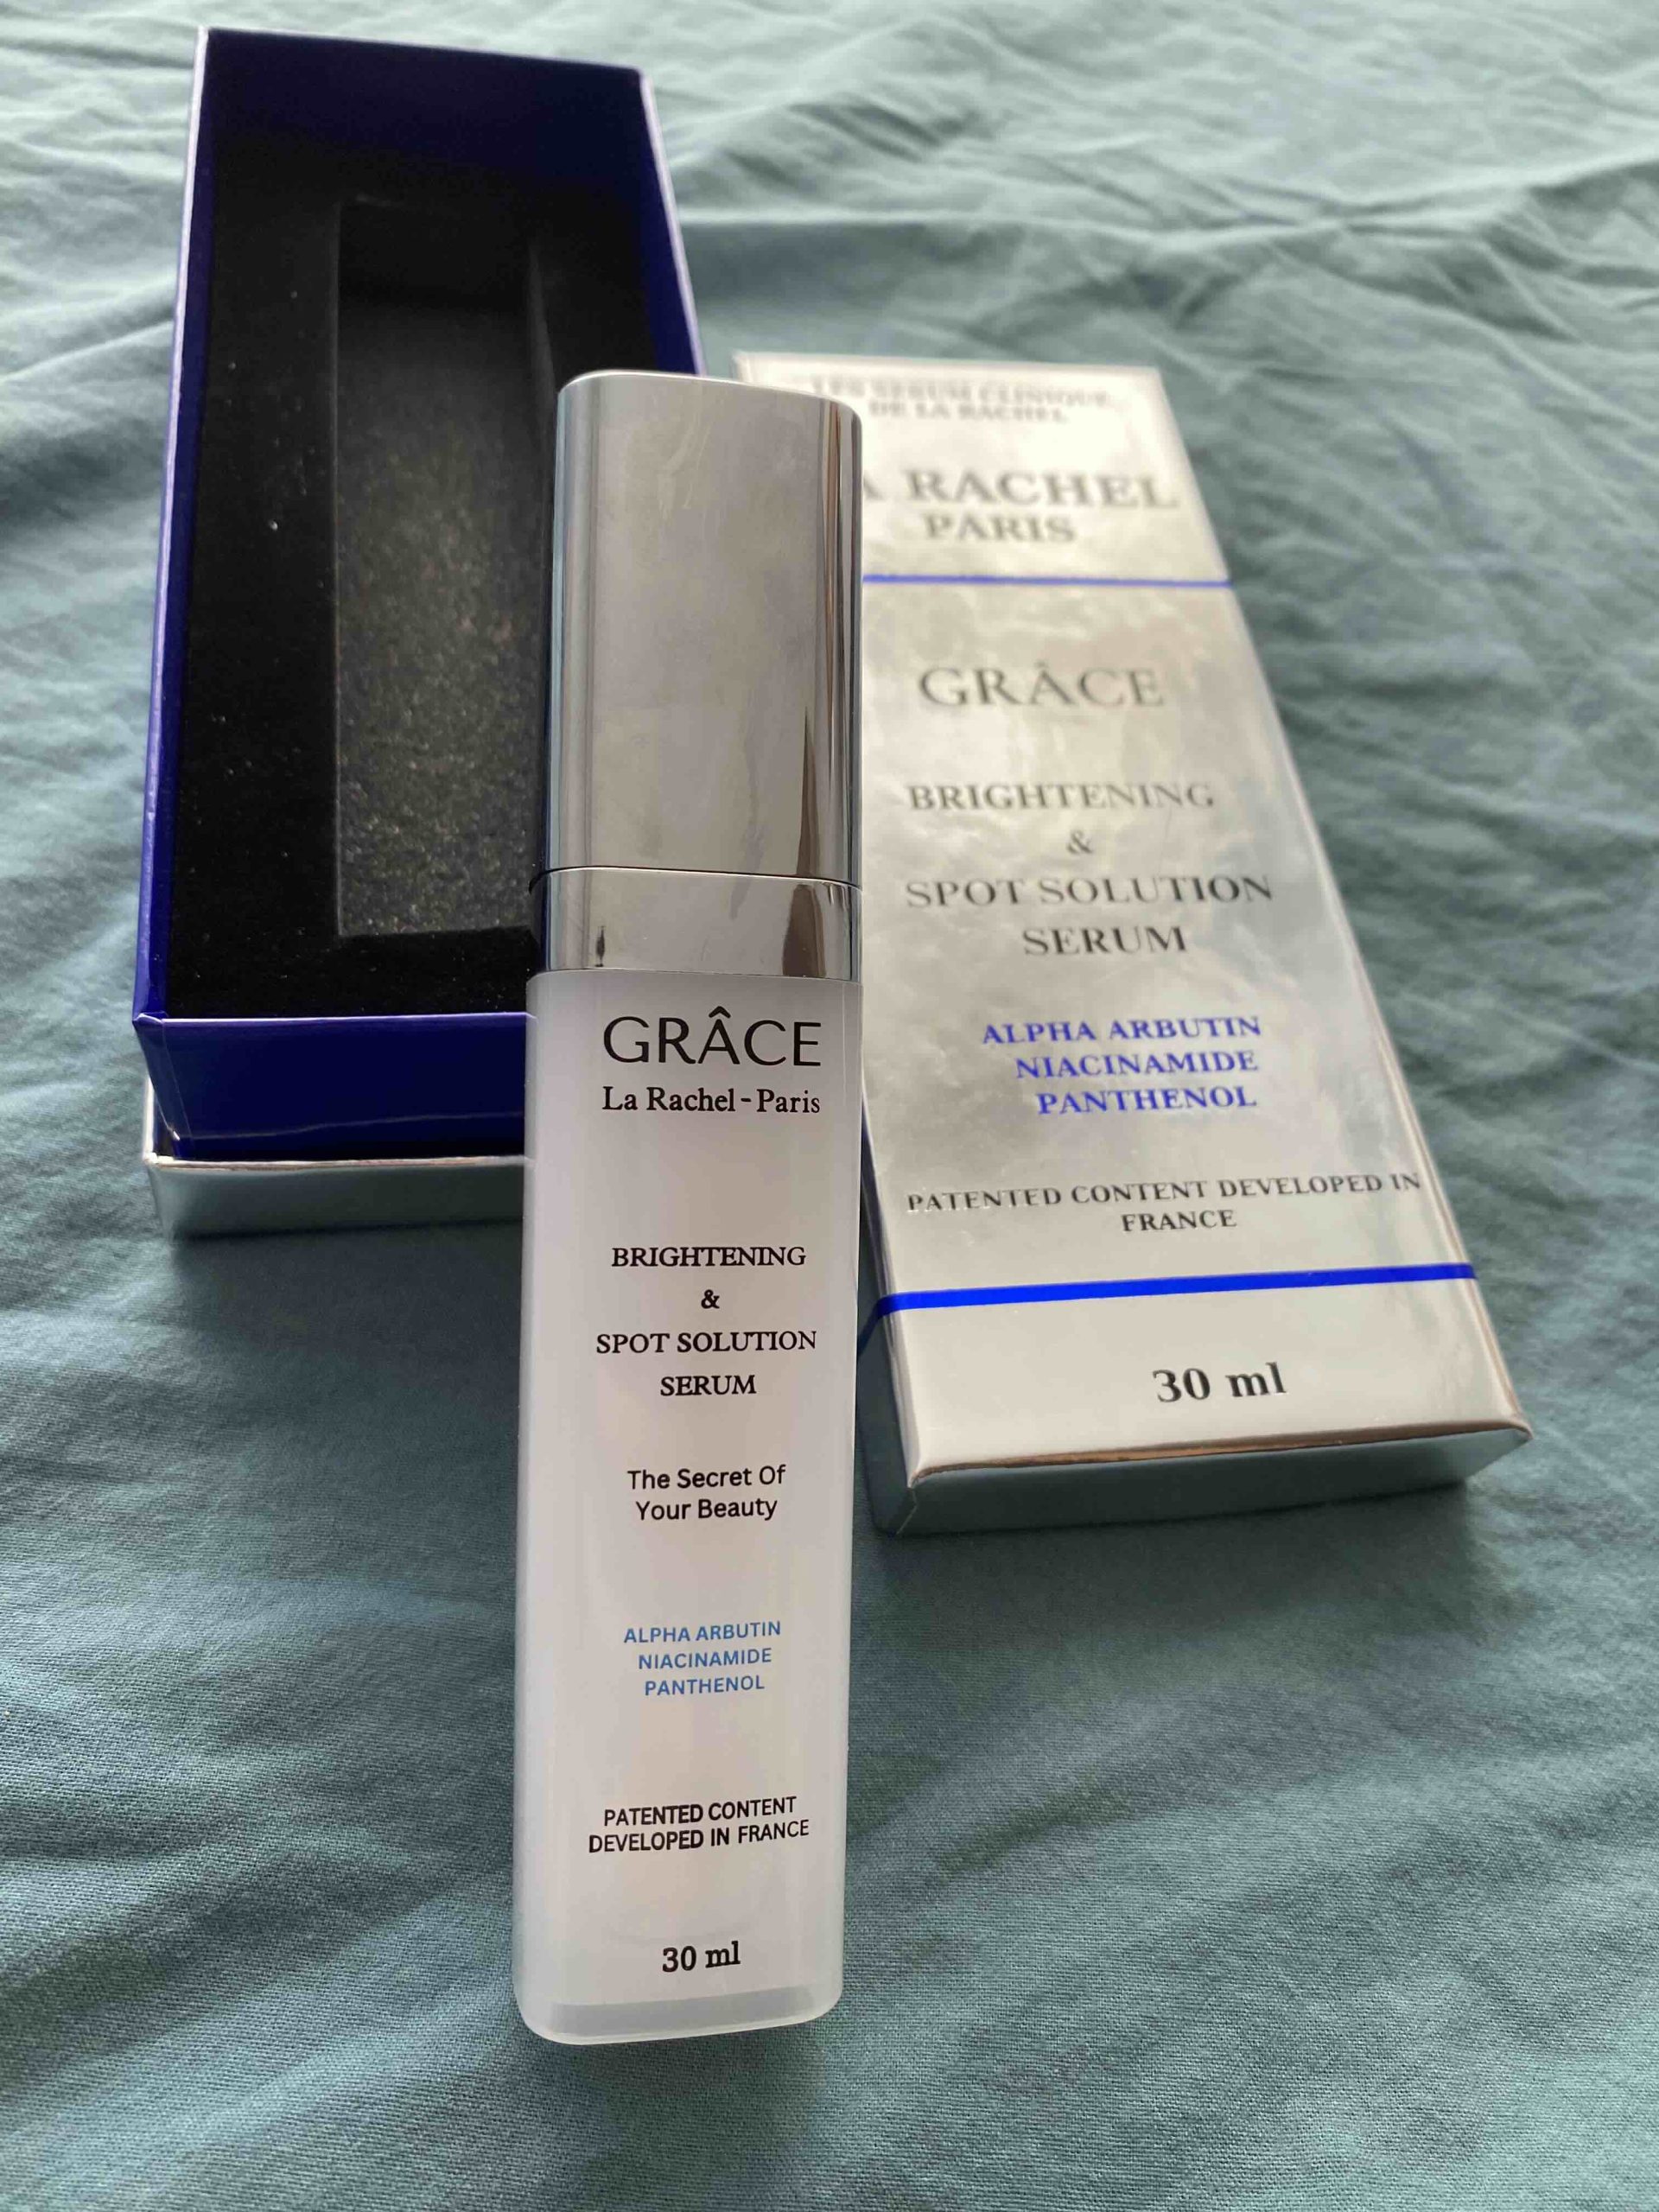 GRÂCE
La Rachel - Paris
BRIGHTENING
&
SPOT SOLUTION
SERUM
The Secret Of
Your Beauty
ALPHA ARBUTIN
NIACINAMIDE
PANTHENOL
PATENTED CONTENT
DEVELOPED IN FRANCE
30 ml
SERUM CLINIQUE
DE LA RACHEL
RACHEL
PARIS
GRÂCE
BRIGHTENING
&
SPOT SOLUTION
SERUM
ALPHA ARBUTIN
NIACINAMIDE
PANTHENOL
PATENTED CONTENT DEVELOPED IN
FRANCE
30 ml